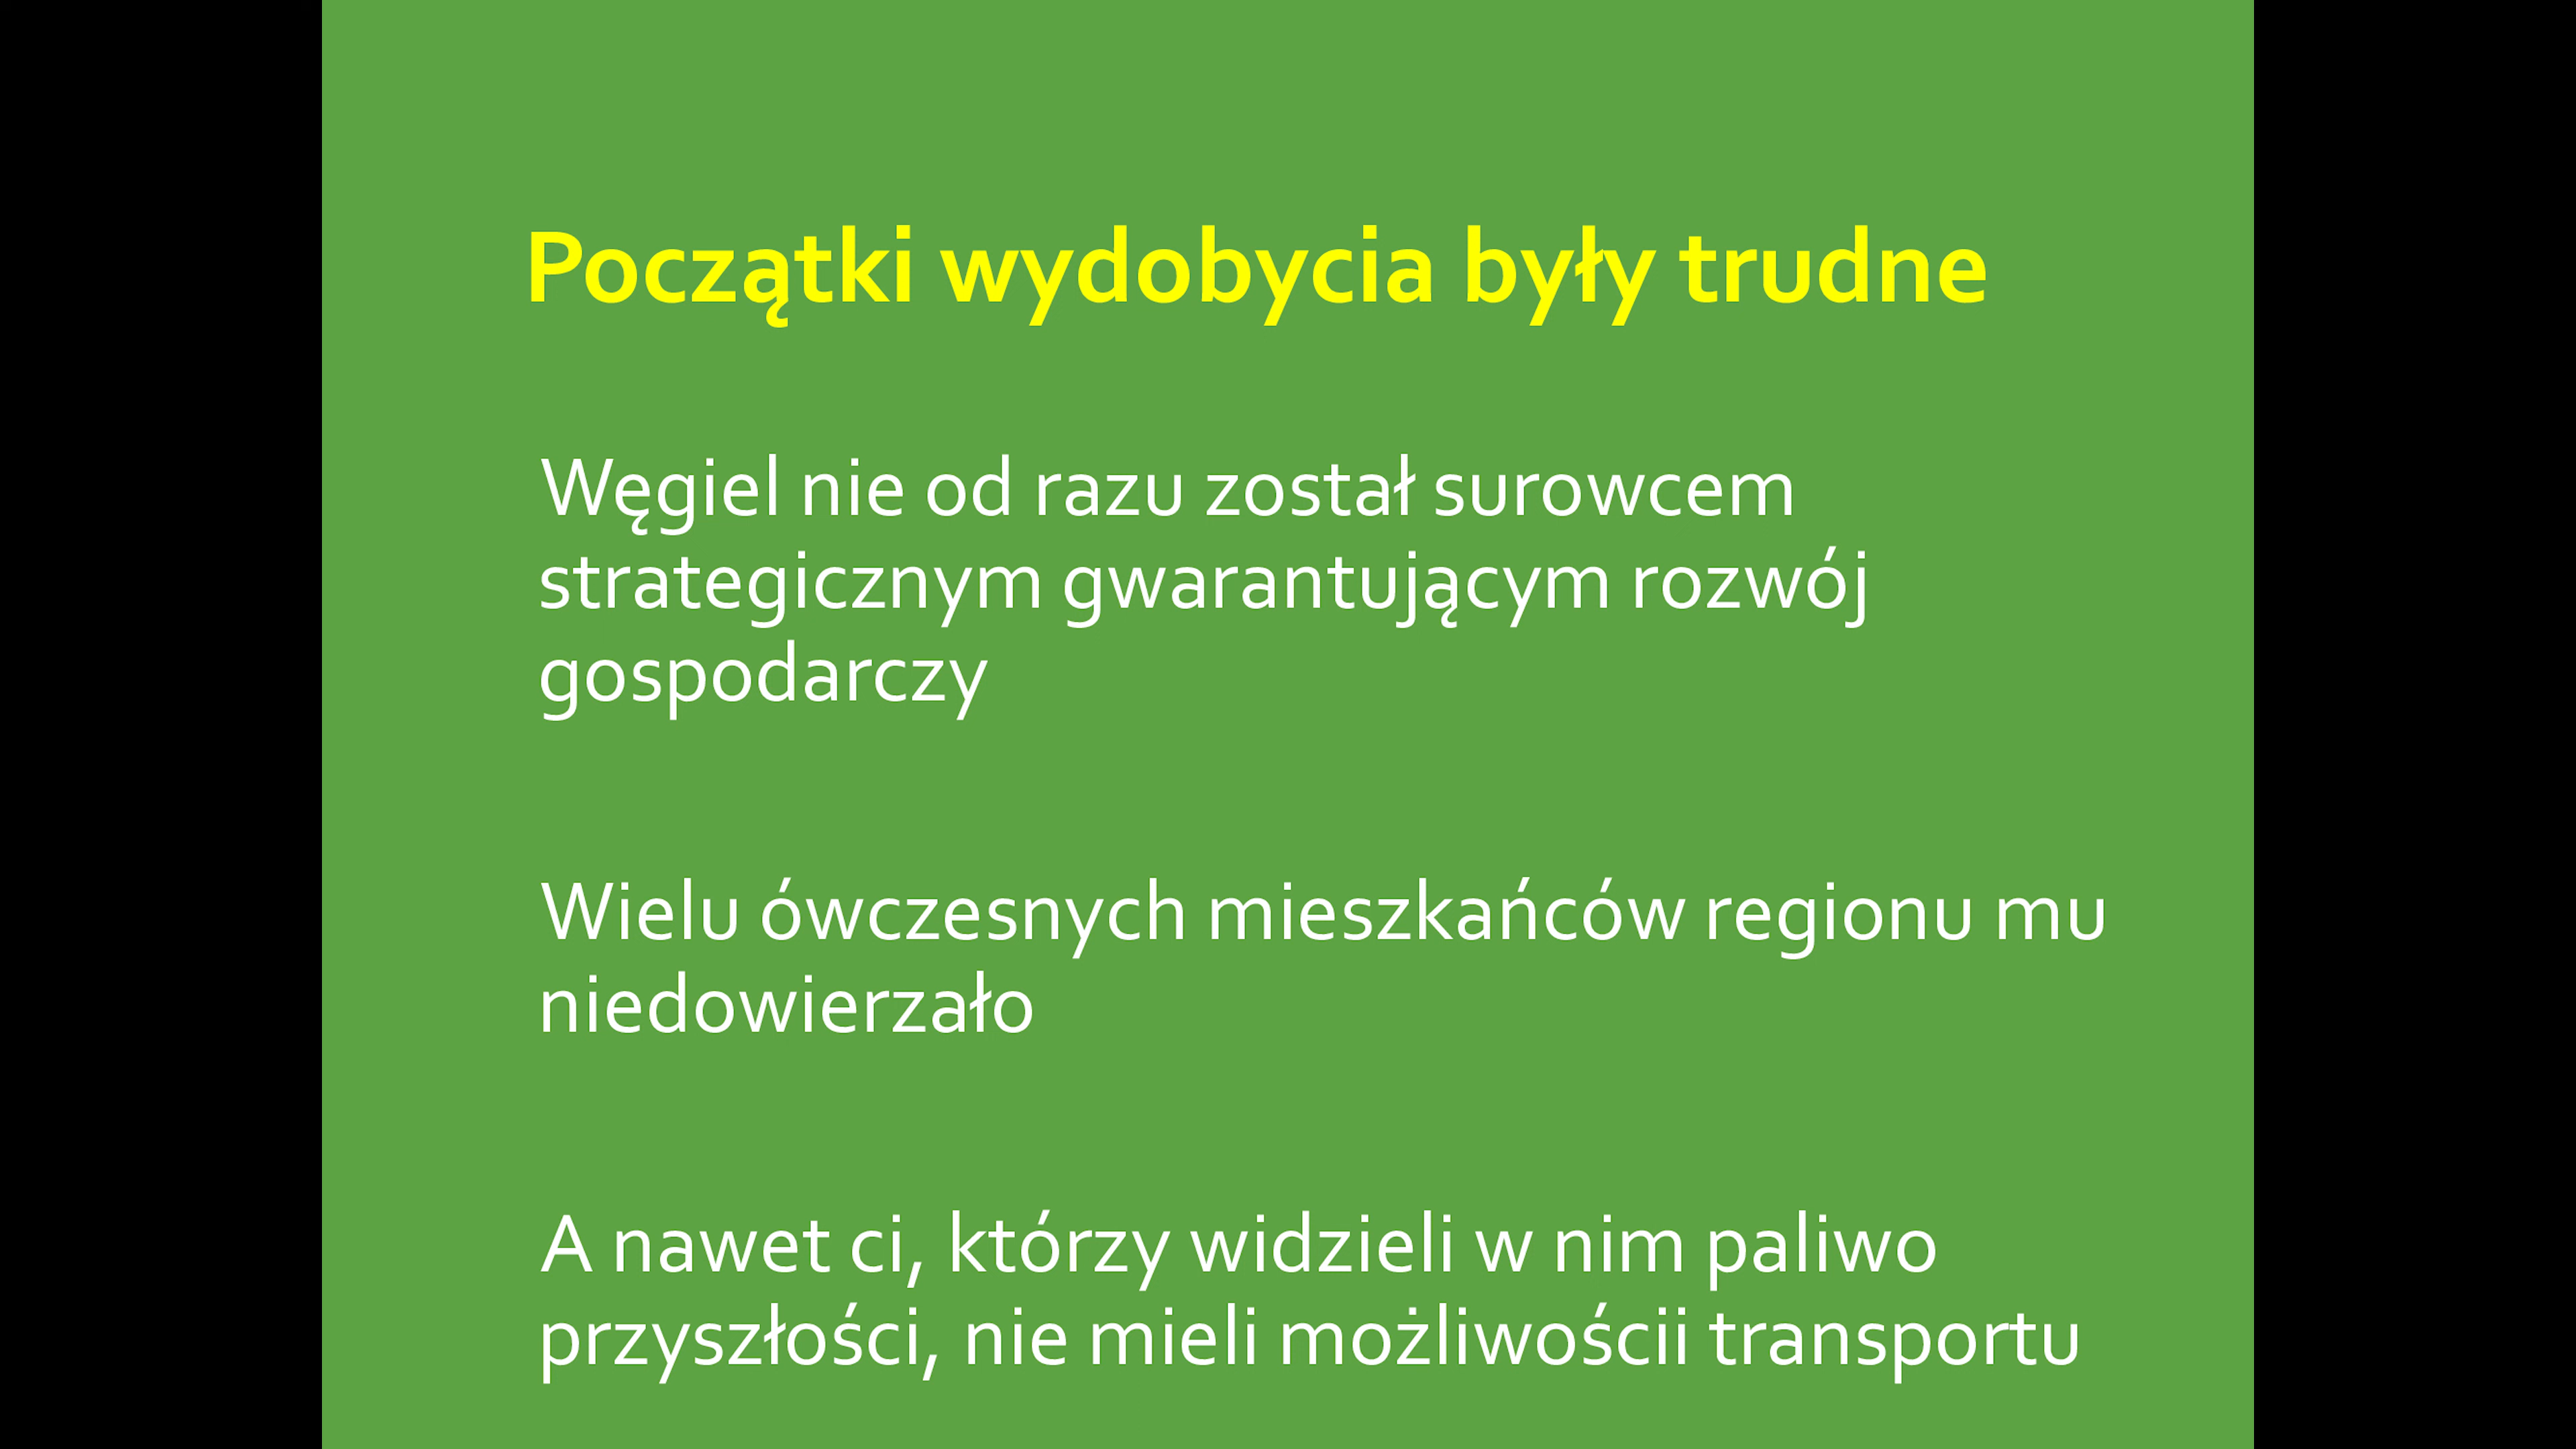 Początki wydobycia były trudne
Węgiel nie od razu został surowcem
strategicznym gwarantującym rozwój
gospodarczy
Wielu ówczesnych mieszkańców regionu mu
niedowierzało
A nawet ci, którzy widzieli w nim paliwo
przyszłości, nie mieli możliwościi transportu